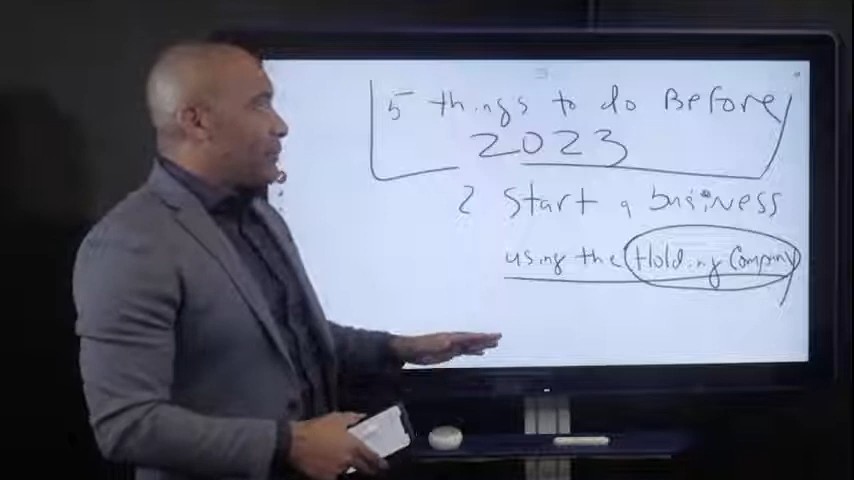 5 things to do Before
2023
2 Start a business
using the Holding Company